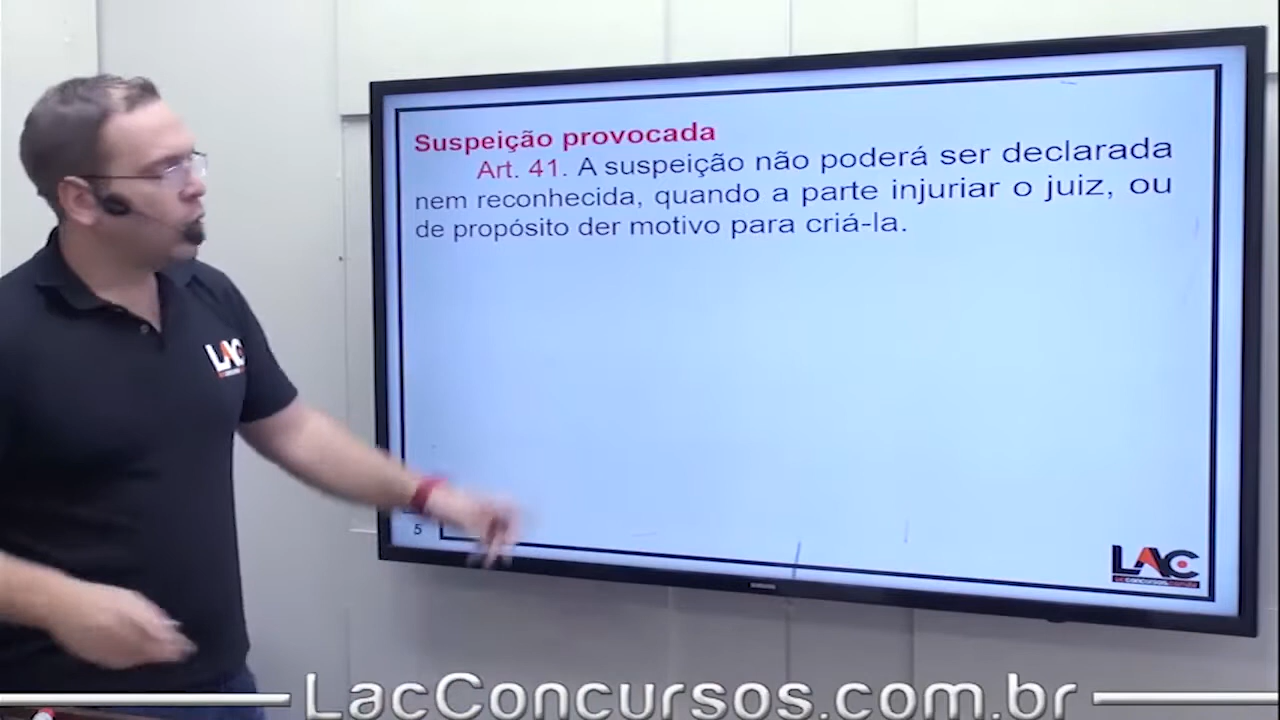 Suspeição provocada
Art. 41. A suspeição não poderá ser declarada
nem reconhecida, quando a parte injuriar o juiz, ou
de propósito der motivo para criá-la.
LAC
5
LAC
SAMSUNG
LacConcursos.com.br